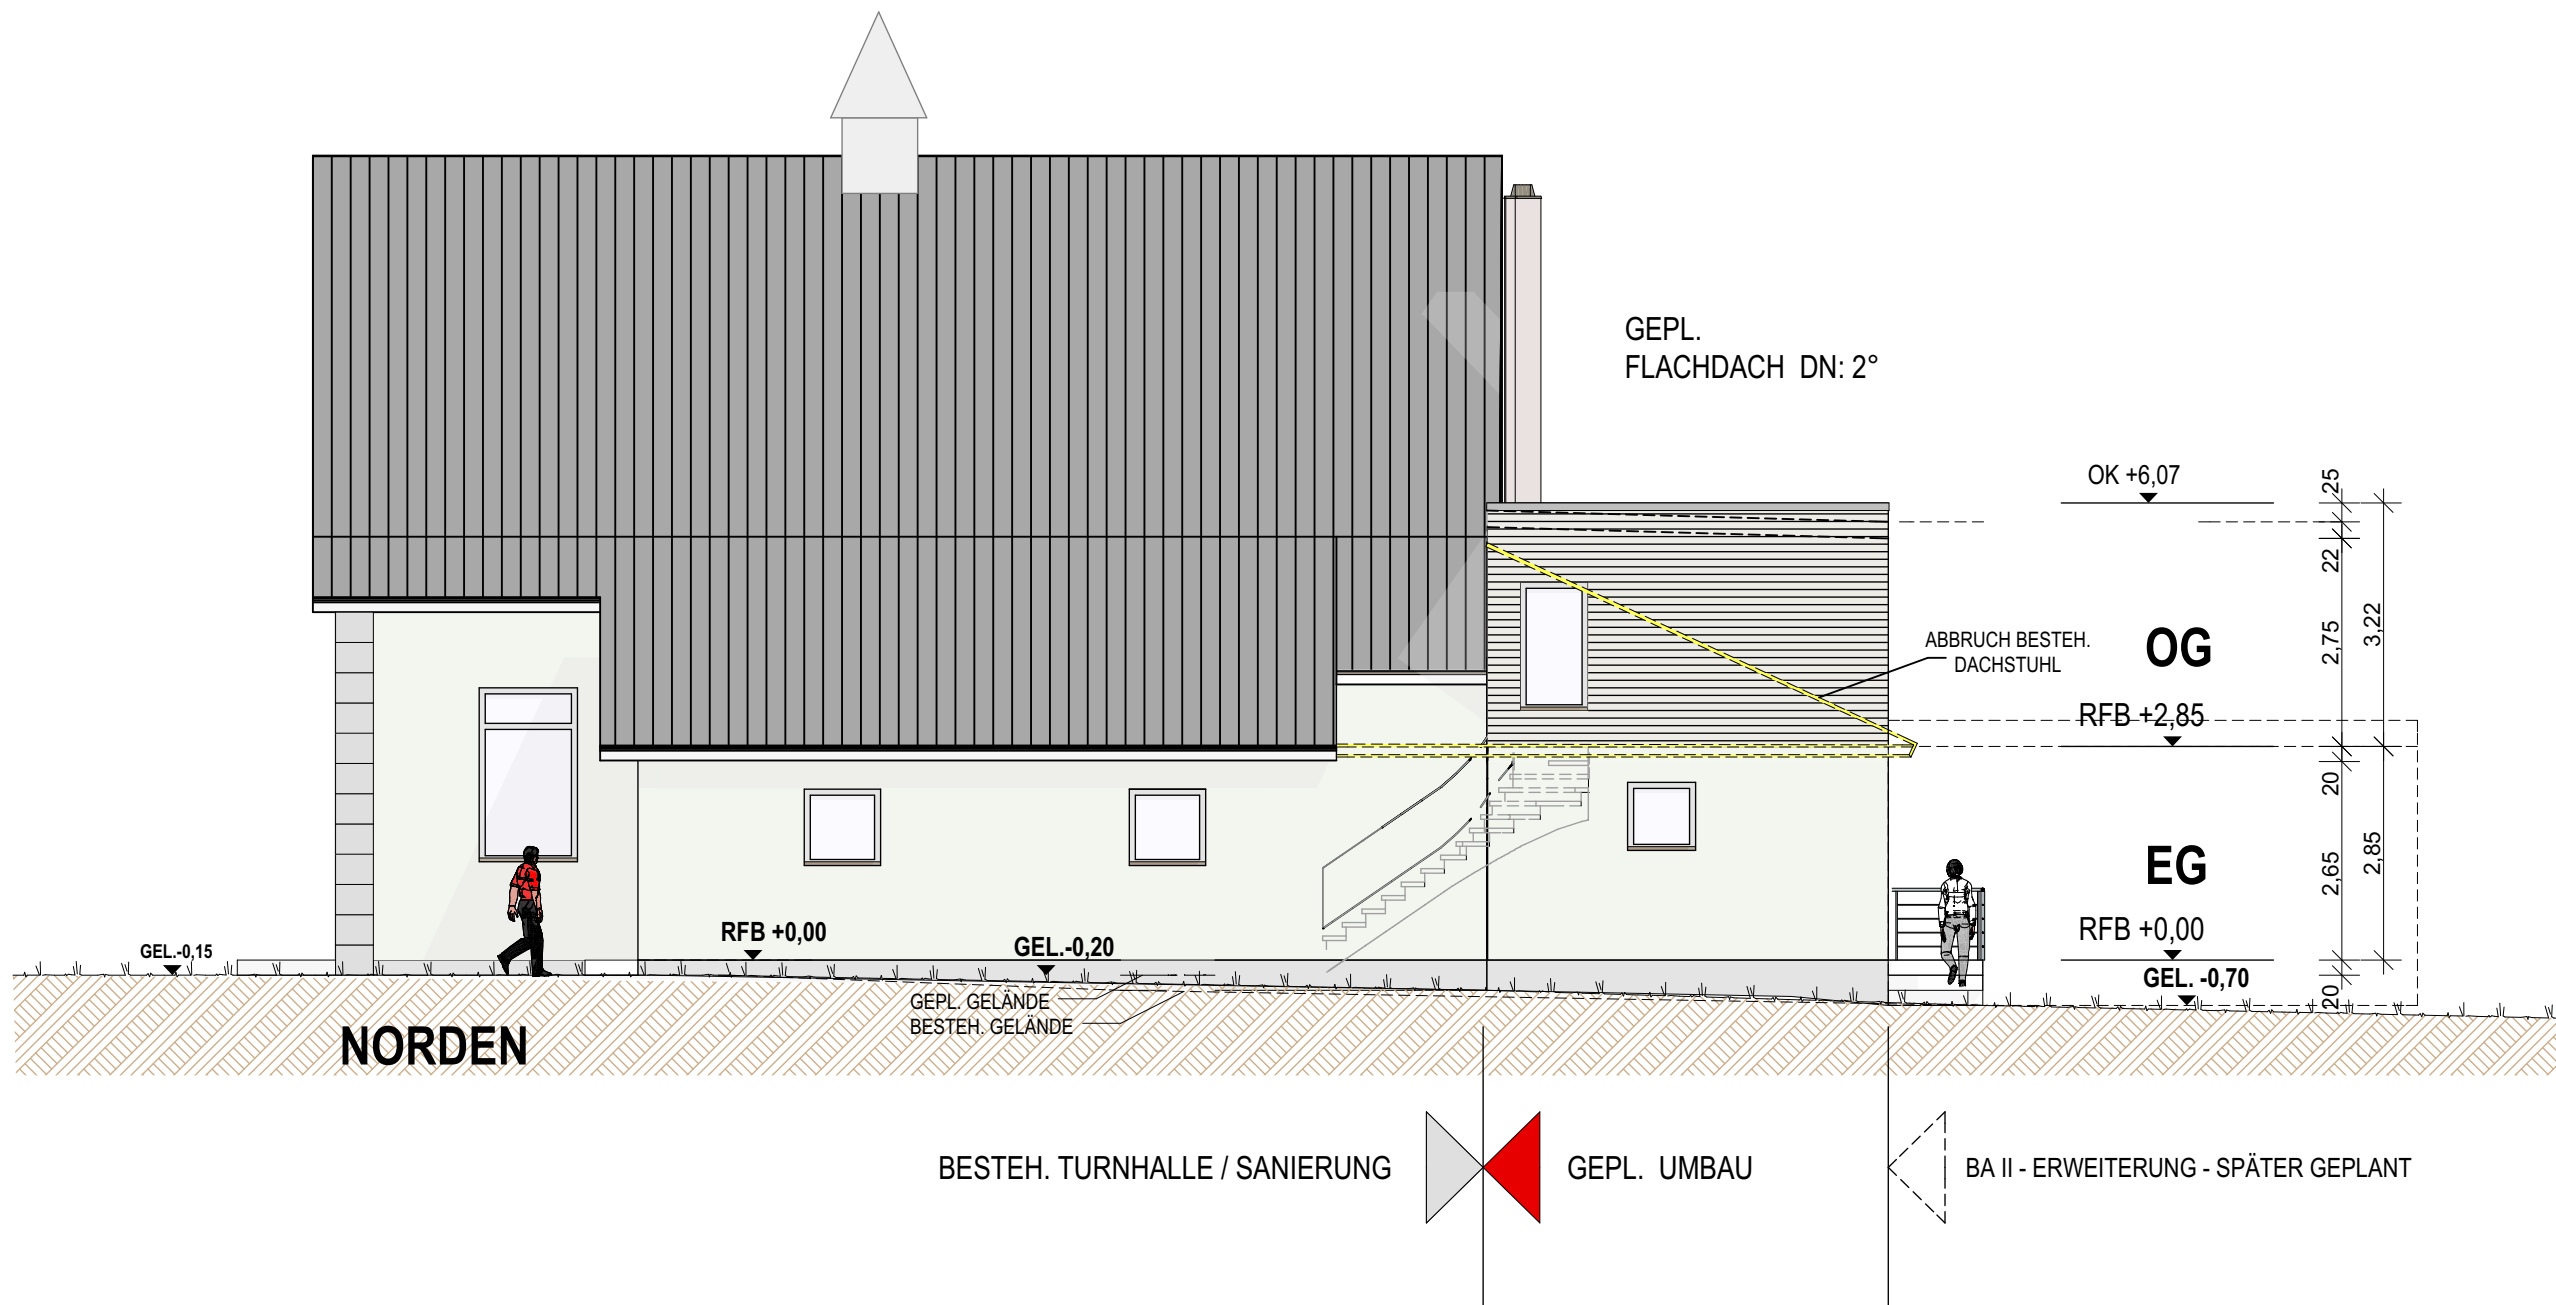 GEPL.
FLACHDACH DN: 2°
OK +6,07
25
22
2,75
3,22
ABBRUCH BESTEH.
DACHSTUHL
OG
RFB +2,85
20
2,65
2,85
EG
RFB +0,00
GEL. -0,70
20
GEL.-0,15
RFB +0,00
GEL.-0,20
GEPL. GELÄNDE
BESTEH. GELÄNDE
NORDEN
BESTEH. TURNHALLE / SANIERUNG
GEPL. UMBAU
BA II - ERWEITERUNG - SPÄTER GEPLANT